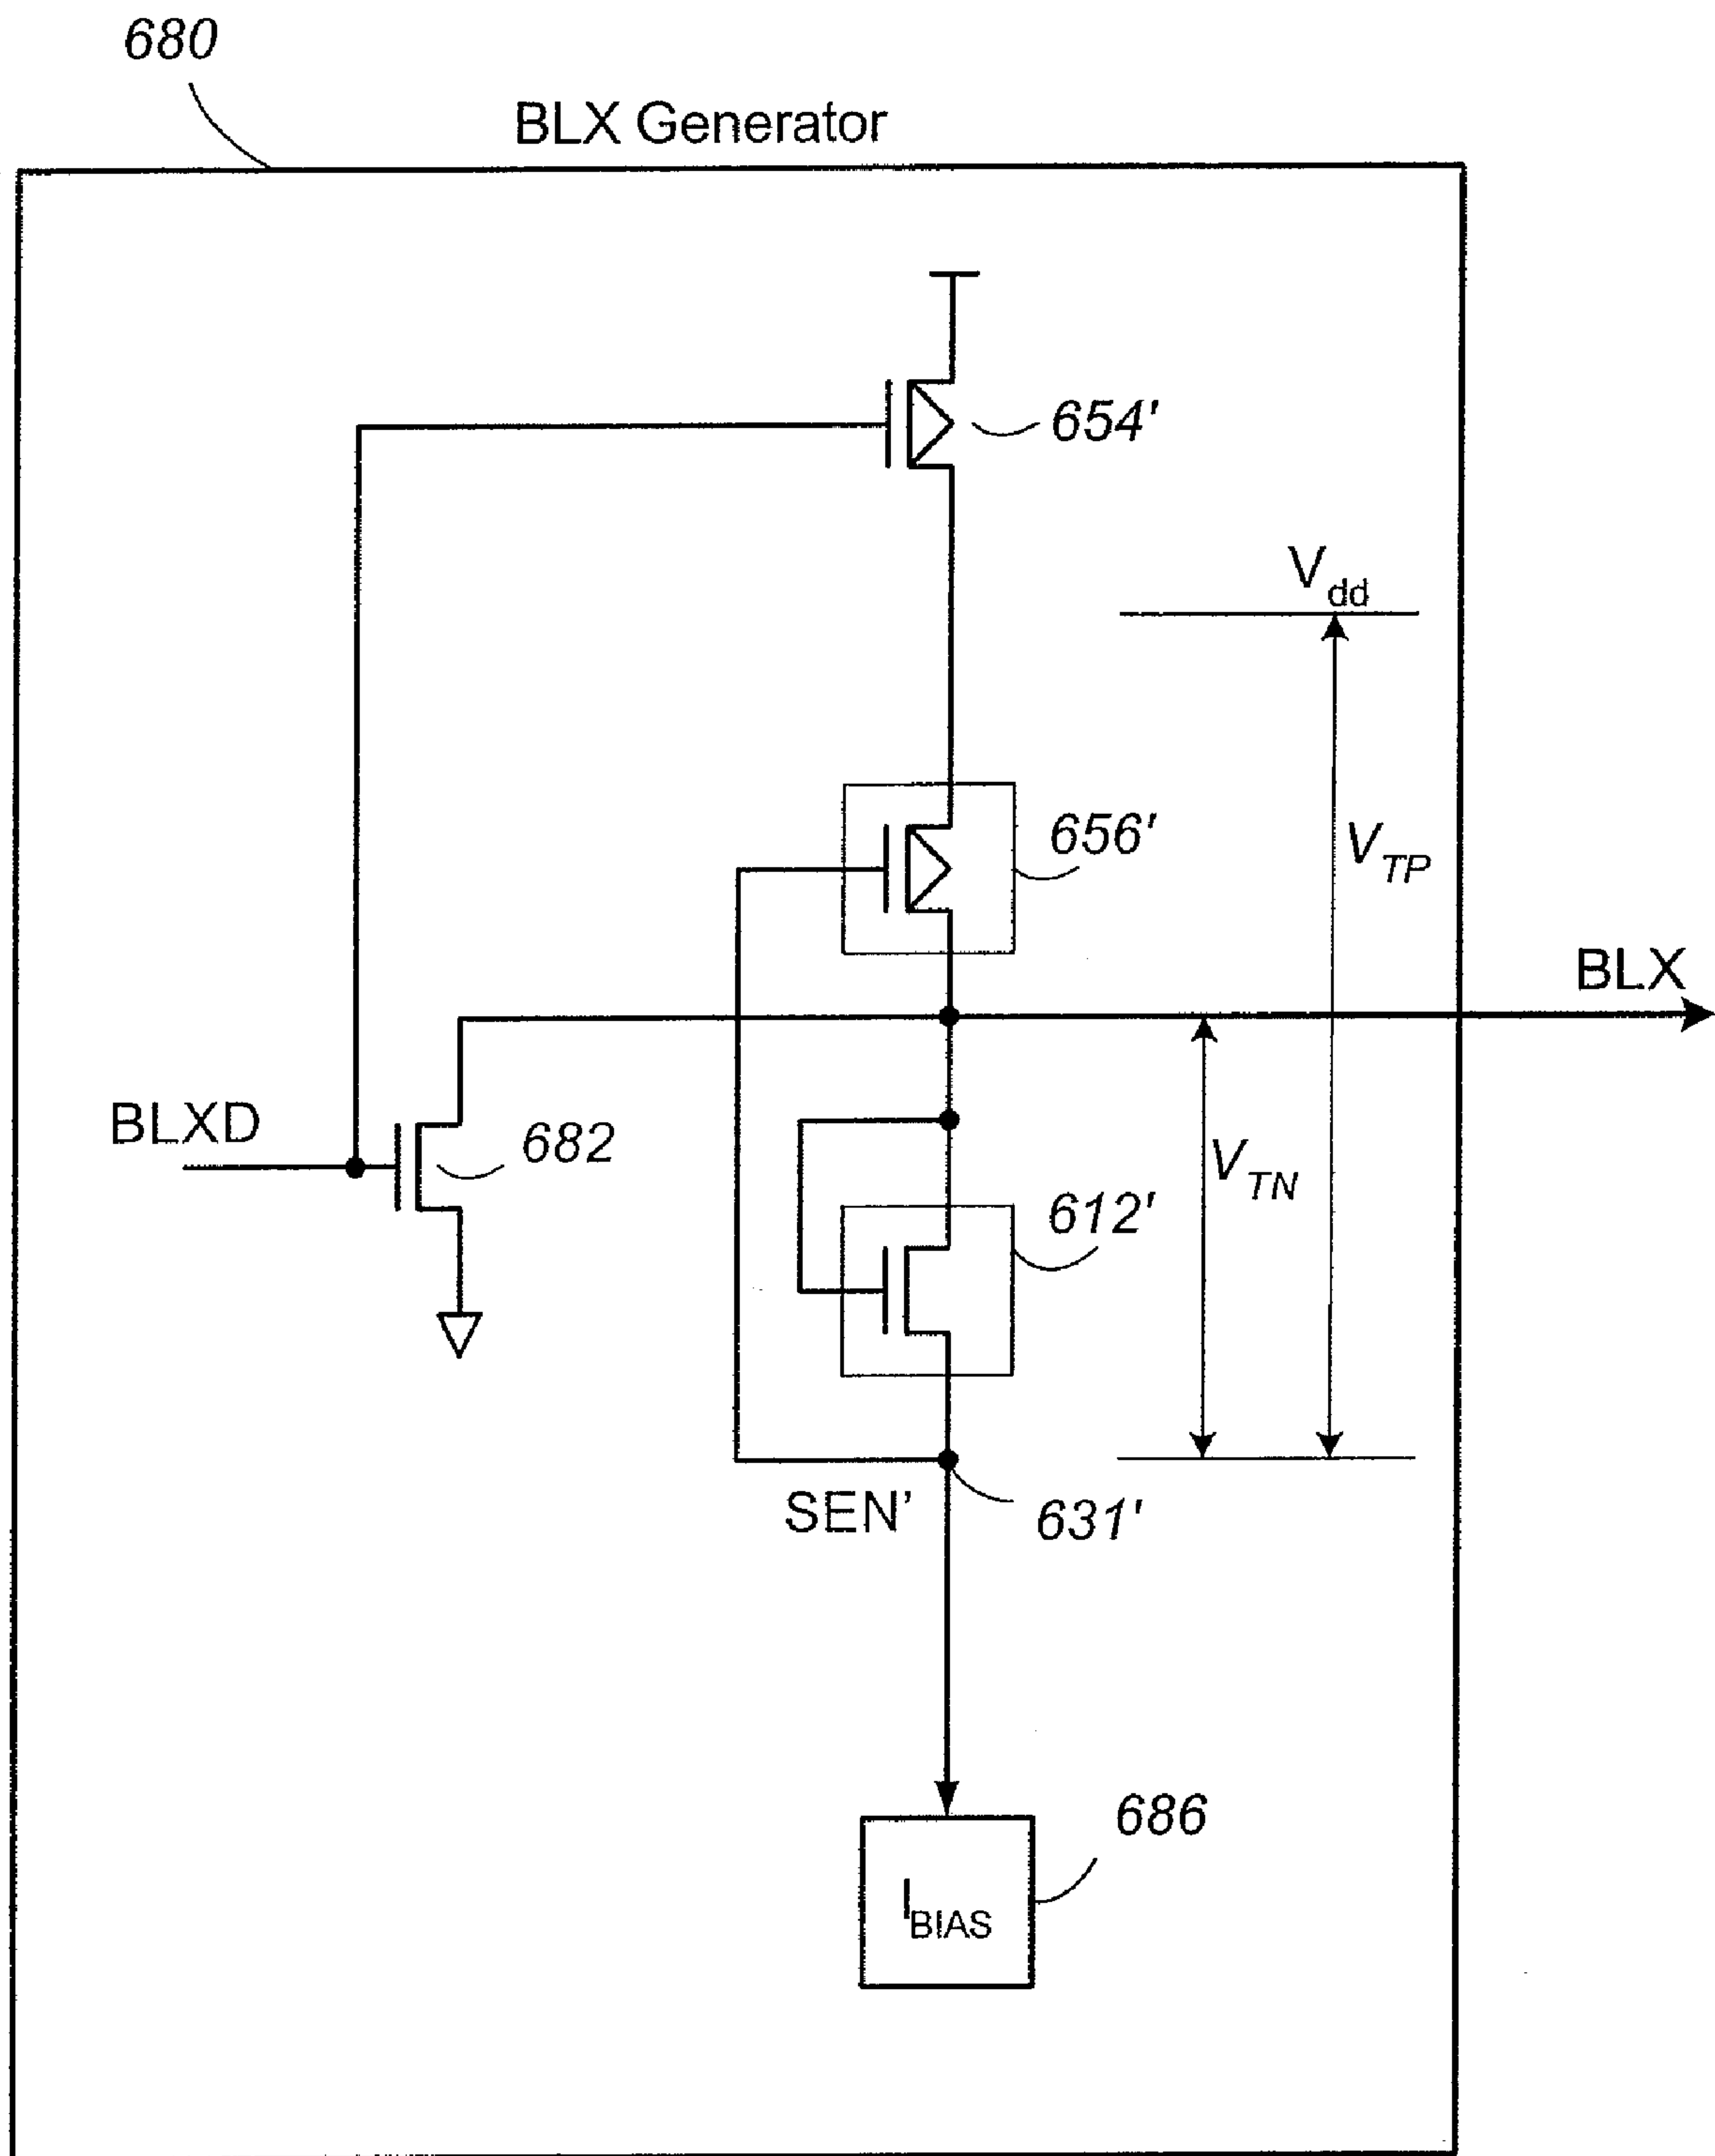 680
BLX Generator
654'
Vdd
656'
VTP
BLX
BLXD
682
VTN
612'
SEN’
631'
686
IBIAS